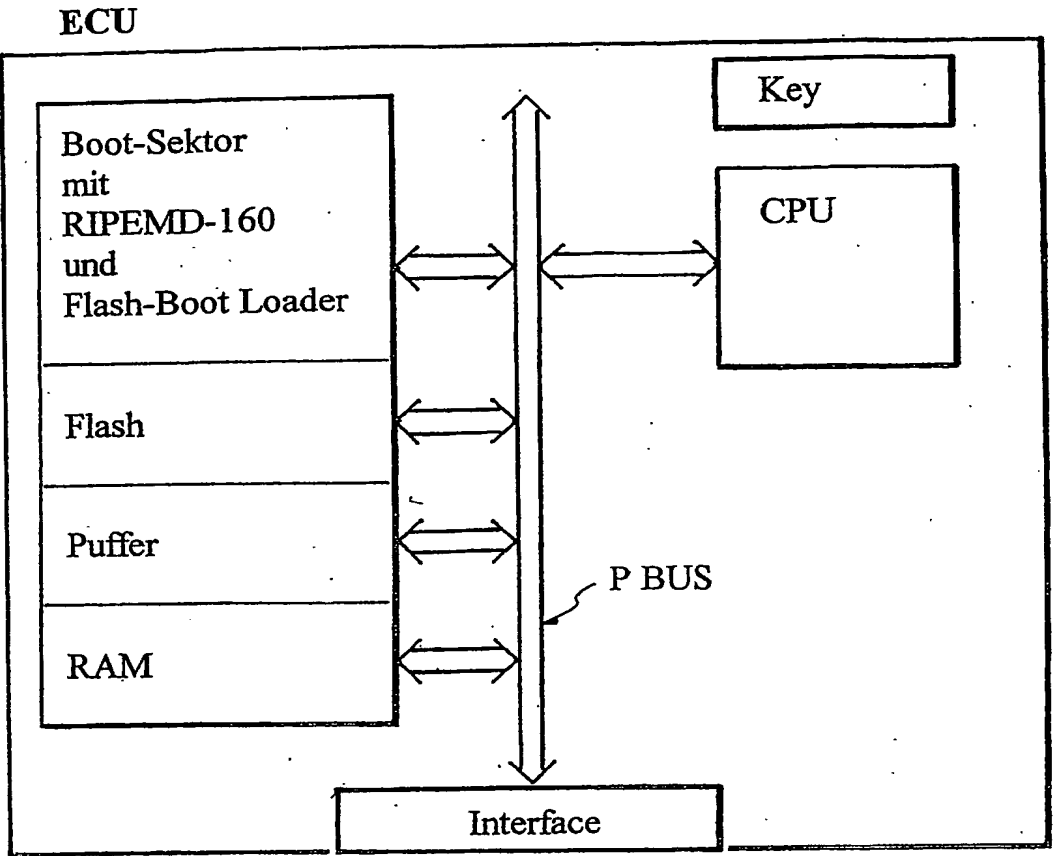 ECU
Boot-Sektor
mit
RIPEMD-160
und
Flash-Boot Loader
Flash
Puffer
RAM
Key
CPU
P BUS
Interface